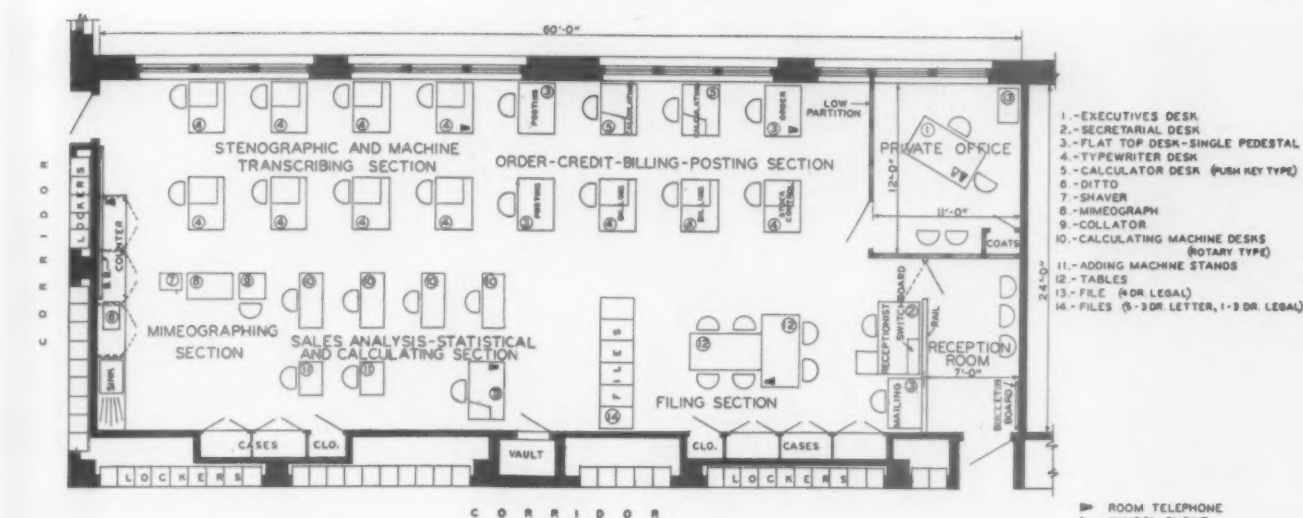 60'-0"
LOW
PARTITION
PRIVATE OFFICE
12'-0"
11'-0"
COATS
24'-0"
STENOGRAPHIC AND MACHINE
TRANSCRIBING SECTION
ORDER-CREDIT-BILLING-POSTING SECTION
POSTING
CALCULATING
CALCULATING
ORDER
POSTING
BILLING
BILLING
STOCK
CONTROL
LOCKERS
COUNTER
SINK
MIMEOGRAPHING
SECTION
SALES ANALYSIS-STATISTICAL
AND CALCULATING SECTION
FILES
FILING SECTION
RECEPTIONIST
SWITCHBOARD
RAIL
RECEPTION
ROOM
7'-0"
MAILING
BULLETIN
BOARD
CASES
CLO.
VAULT
CLO.
CASES
LOCKERS
LOCKERS
CORRIDOR
CORRIDOR
1.-EXECUTIVES DESK
2.-SECRETARIAL DESK
3.-FLAT TOP DESK-SINGLE PEDESTAL
4.-TYPEWRITER DESK
5.-CALCULATOR DESK (PUSH KEY TYPE)
6.-DITTO
7.-SHAVER
8.-MIMEOGRAPH
9.-COLLATOR
10.-CALCULATING MACHINE DESKS
(ROTARY TYPE)
11.-ADDING MACHINE STANDS
12.-TABLES
13.-FILE (4 DR. LEGAL)
14.-FILES (5-3 DR. LETTER, 1-3 DR. LEGAL)
ROOM TELEPHONE